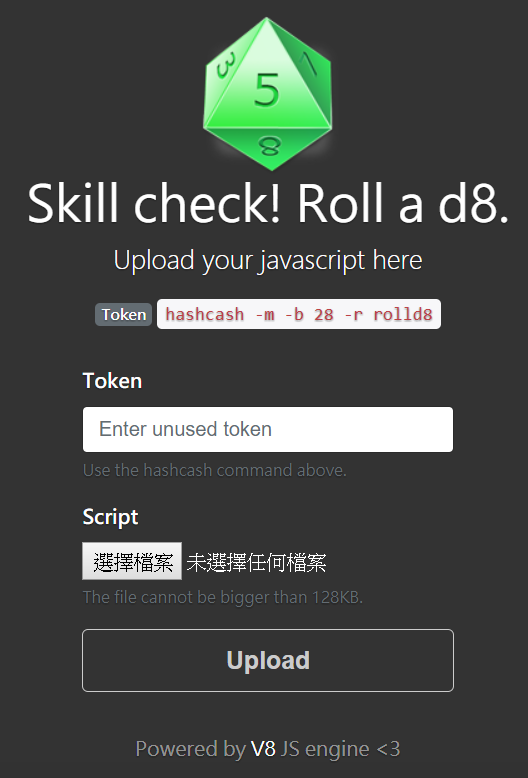 3
5
8
Skill check! Roll a d8.
Upload your javascript here
Token hashcash -m -b 28 -r rolld8
Token
Enter unused token
Use the hashcash command above.
Script
選擇檔案 未選擇任何檔案
The file cannot be bigger than 128KB.
Upload
Powered by V8 JS engine <3